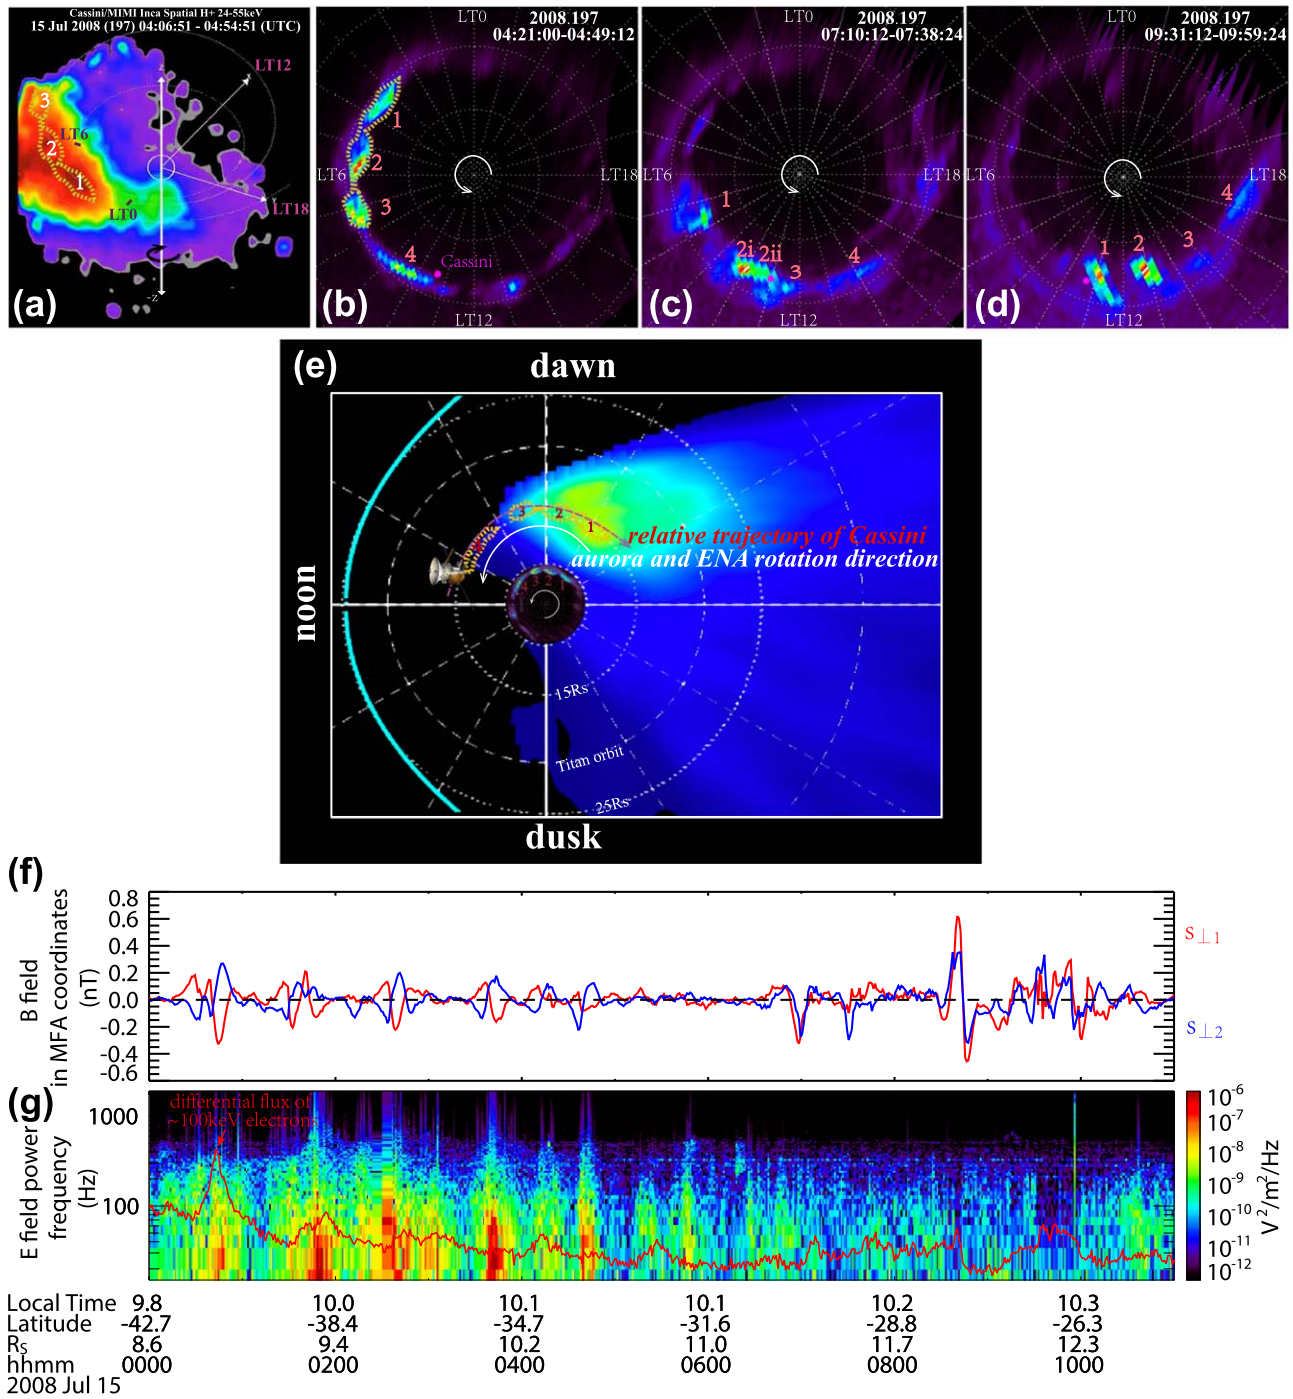 Cassini/MIMI Inca Spatial H+ 24-55keV
15 Jul 2008 (197) 04:06:51 - 04:54:51 (UTC)
LT12
3
LT6
2
1
LT0
LT18
-z
(a)
LT0
2008.197
04:21:00-04:49:12
1
2
LT6
LT18
3
4
Cassini
LT12
(b)
LT0
2008.197
07:10:12-07:38:24
LT6
LT18
1
2i
2ii
3
4
LT12
(c)
LT0
2008.197
09:31:12-09:59:24
LT6
LT18
4
1
2
3
LT12
(d)
(e)
dawn
noon
3
2
1
relative trajectory of Cassini
aurora and ENA rotation direction
3 2 1
15Rs
Titan orbit
25Rs
dusk
(f)
B field
in MFA coordinates
(nT)
0.8
0.6
0.4
0.2
0.0
-0.2
-0.4
-0.6
S⊥1
S⊥2
(g)
E field power
frequency
(Hz)
1000
100
differential flux of
~100keV electrons
10⁻⁶
10⁻⁷
10⁻⁸
10⁻⁹
10⁻¹⁰
10⁻¹¹
10⁻¹²
V²/m²/Hz
Local Time 9.8 10.0 10.1 10.1 10.2 10.3
Latitude -42.7 -38.4 -34.7 -31.6 -28.8 -26.3
RS 8.6 9.4 10.2 11.0 11.7 12.3
hhmm 0000 0200 0400 0600 0800 1000
2008 Jul 15